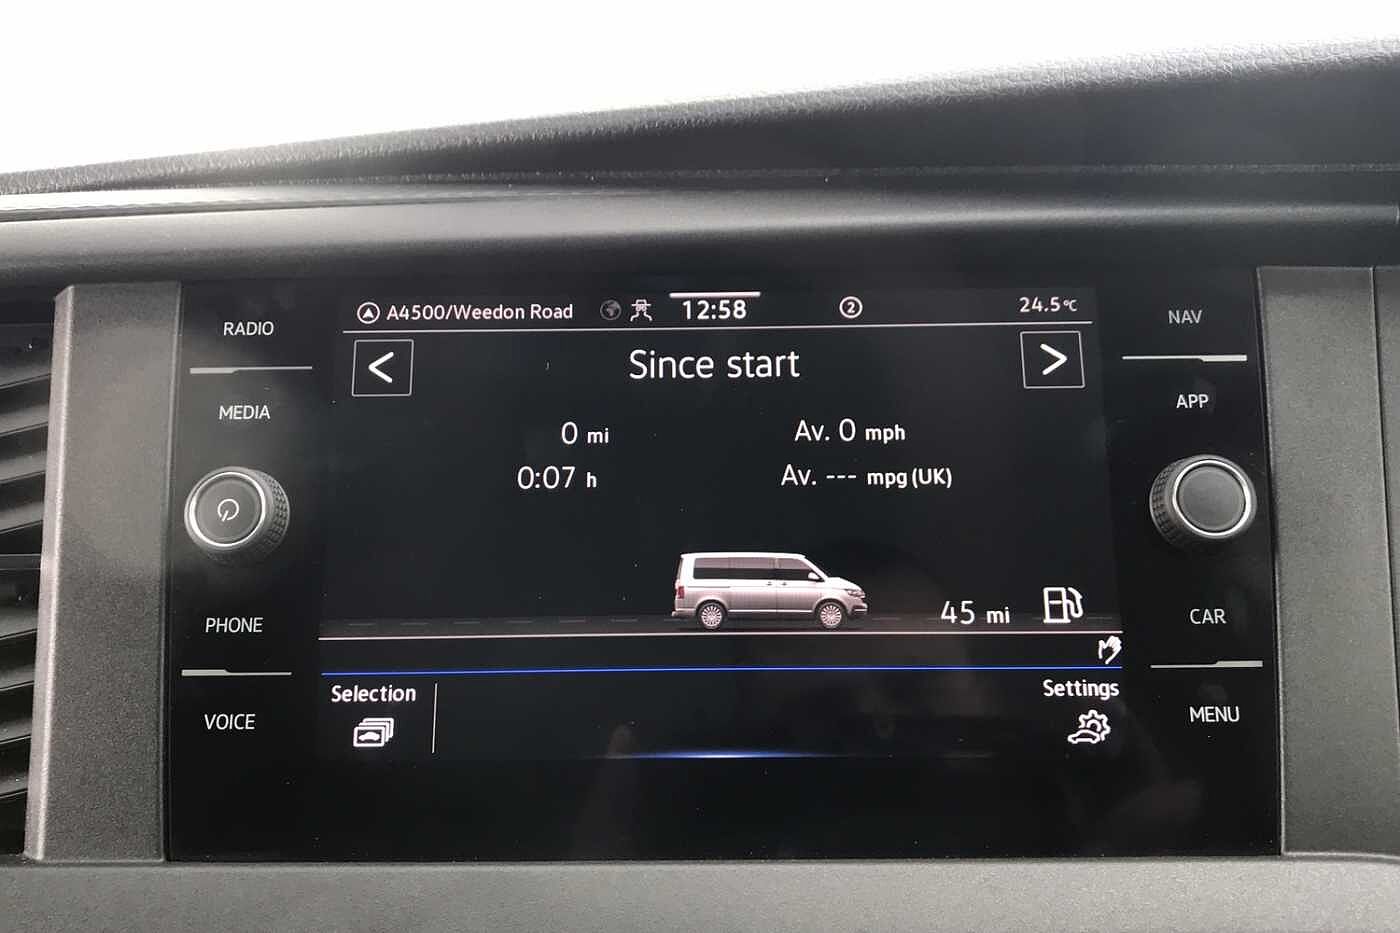 A4500/Weedon Road 12:58 2 24.5°C
RADIO
NAV
< Since start >
MEDIA
APP
0 mi Av. 0 mph
0:07 h Av. --- mpg (UK)
45 mi
PHONE
CAR
Selection
Settings
VOICE
MENU